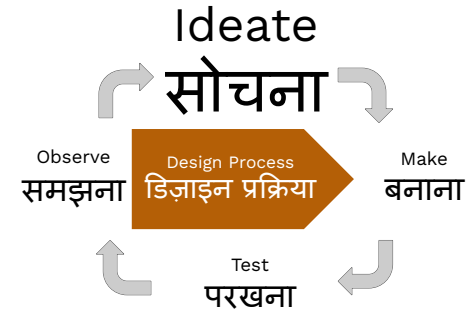 Ideate
सोचना
Observe
समझना
Design Process
डिज़ाइन प्रक्रिया
Make
बनाना
Test
परखना